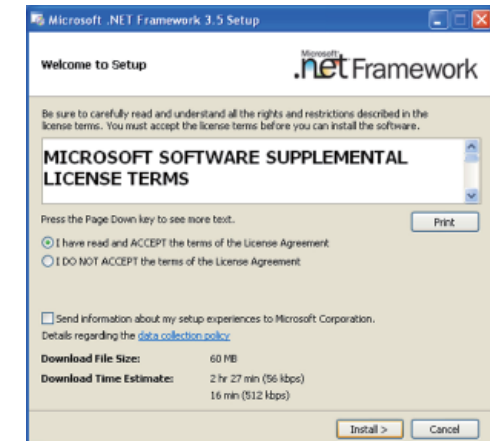 Microsoft .NET Framework 3.5 Setup
Welcome to Setup
Microsoft
.net Framework
Be sure to carefully read and understand all the rights and restrictions described in the
license terms. You must accept the license terms before you can install the software.
MICROSOFT SOFTWARE SUPPLEMENTAL
LICENSE TERMS
Press the Page Down key to see more text.
Print
I have read and ACCEPT the terms of the License Agreement
I DO NOT ACCEPT the terms of the License Agreement
Send information about my setup experiences to Microsoft Corporation.
Details regarding the data collection policy
Download File Size: 60 MB
Download Time Estimate: 2 hr 27 min (56 kbps)
16 min (512 kbps)
Install > Cancel